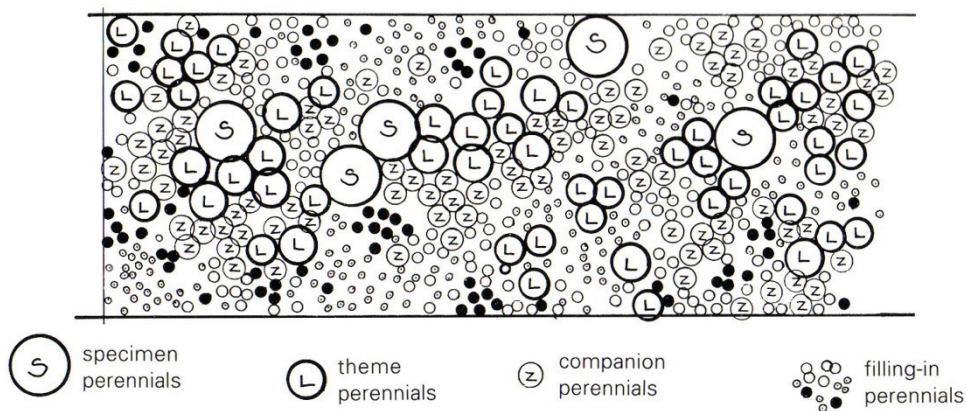 S specimen
perennials
L theme
perennials
Z companion
perennials
filling-in
perennials